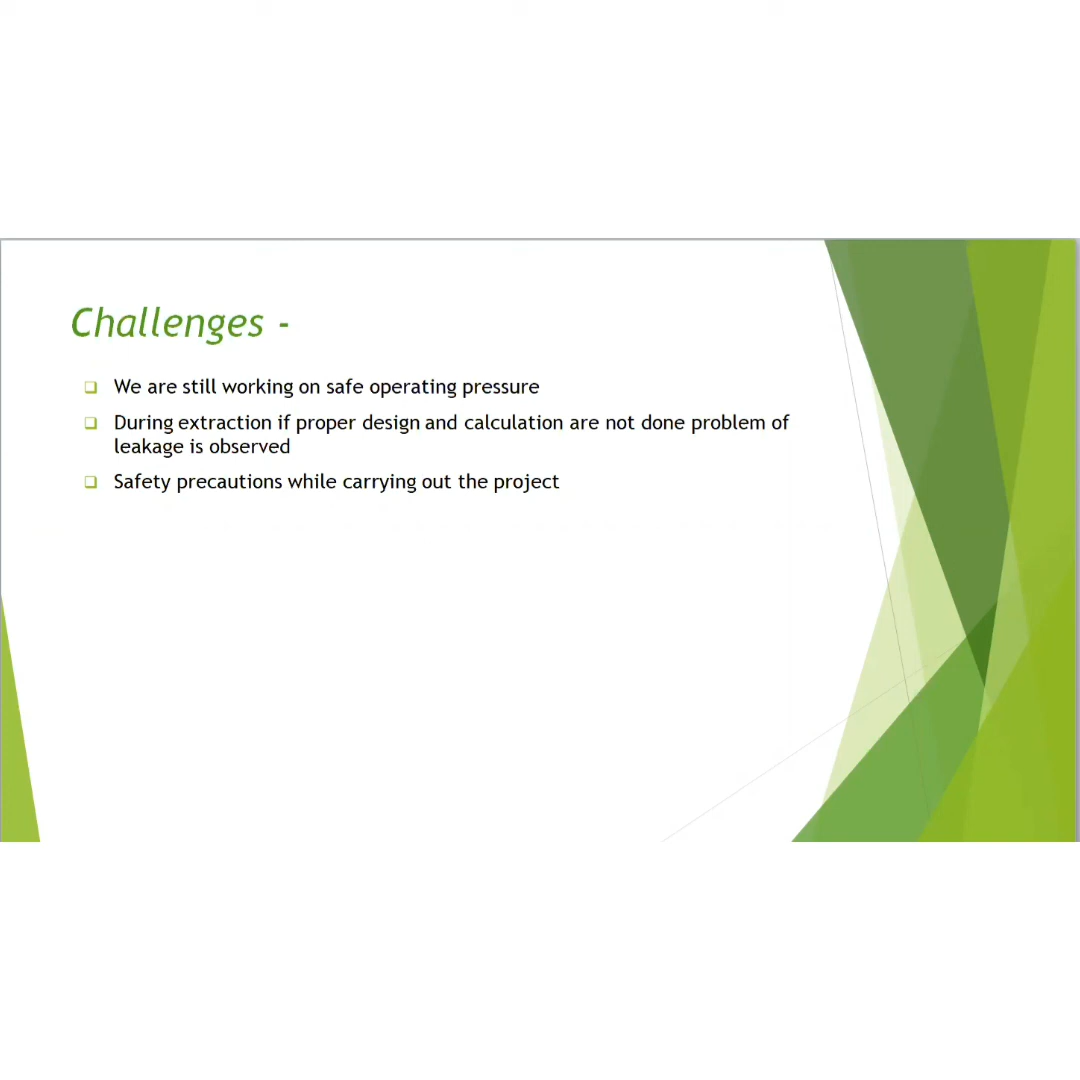 Challenges -
We are still working on safe operating pressure
During extraction if proper design and calculation are not done problem of
leakage is observed
Safety precautions while carrying out the project